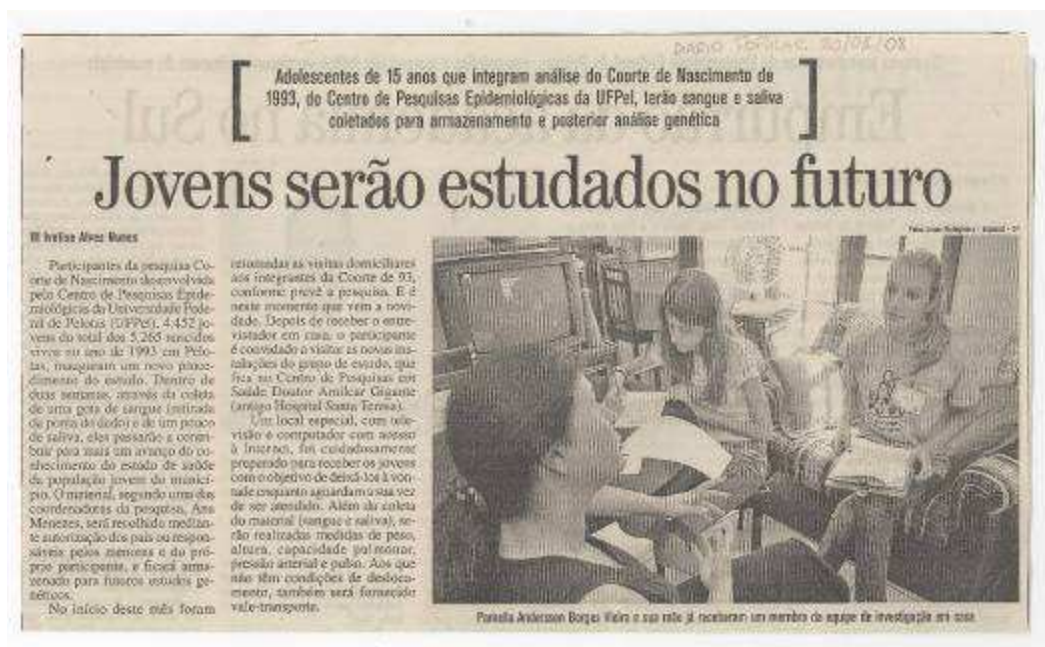 DIARIO POPULAR 20/08/08
Adolescentes de 15 anos que integram análise do Coorte de Nascimento de
1993, do Centro de Pesquisas Epidemiológicas da UFPel, terão sangue e saliva
coletados para armazenamento e posterior análise genética
Jovens serão estudados no futuro
Alves Nunes
Participantes da pesquisa Co-
orte de Nascimento desenvolvida
pelo Centro de Pesquisas Epide-
miológicas da Universidade Fede-
ral de Pelotas (UFPel), 4.452 jo-
vens do total dos 5.265 nascidos
vivos no ano de 1993 em Pelo-
tas, inauguram um novo proce-
dimento do estudo. Dentro de
duas semanas, através da coleta
de uma gota de sangue (retirada
da ponta do dedo) e de um pouco
de saliva, eles passarão a contri-
buir para mais um avanço do co-
nhecimento do estado de saúde
da população jovem do municí-
pio. O material, segundo uma das
coordenadoras da pesquisa, Ana
Menezes, será recolhido median-
te autorização dos pais ou respon-
sáveis pelos menores e do pró-
prio participante, e ficará arma-
zenado para futuros estudos ge-
néticos.
No início deste mês foram
retomadas as visitas domiciliares
aos integrantes da Coorte de 93,
conforme prevê a pesquisa. E é
neste momento que vem a novi-
dade. Depois de receber o entre-
vistador em casa, o participante
é convidado a visitar as novas ins-
talações do grupo de estudo, que
fica no Centro de Pesquisas em
Saúde Doutor Amilcar Gigante
(antigo Hospital Santa Teresa).
Um local especial, com tele-
visão e computador com acesso
à Internet, foi cuidadosamente
preparado para receber os jovens
com o objetivo de deixá-los à von-
tade enquanto aguardam a sua vez
de ser atendido. Além da coleta
do material (sangue e saliva), se-
rão realizadas medidas de peso,
altura, capacidade pulmonar,
pressão arterial e pulso. Aos que
não têm condições de desloca-
mento, também será fornecido
vale-transporte.
Pamella Andersson Borges Vieira e sua mãe já receberam um membro da equipe de investigação em casa